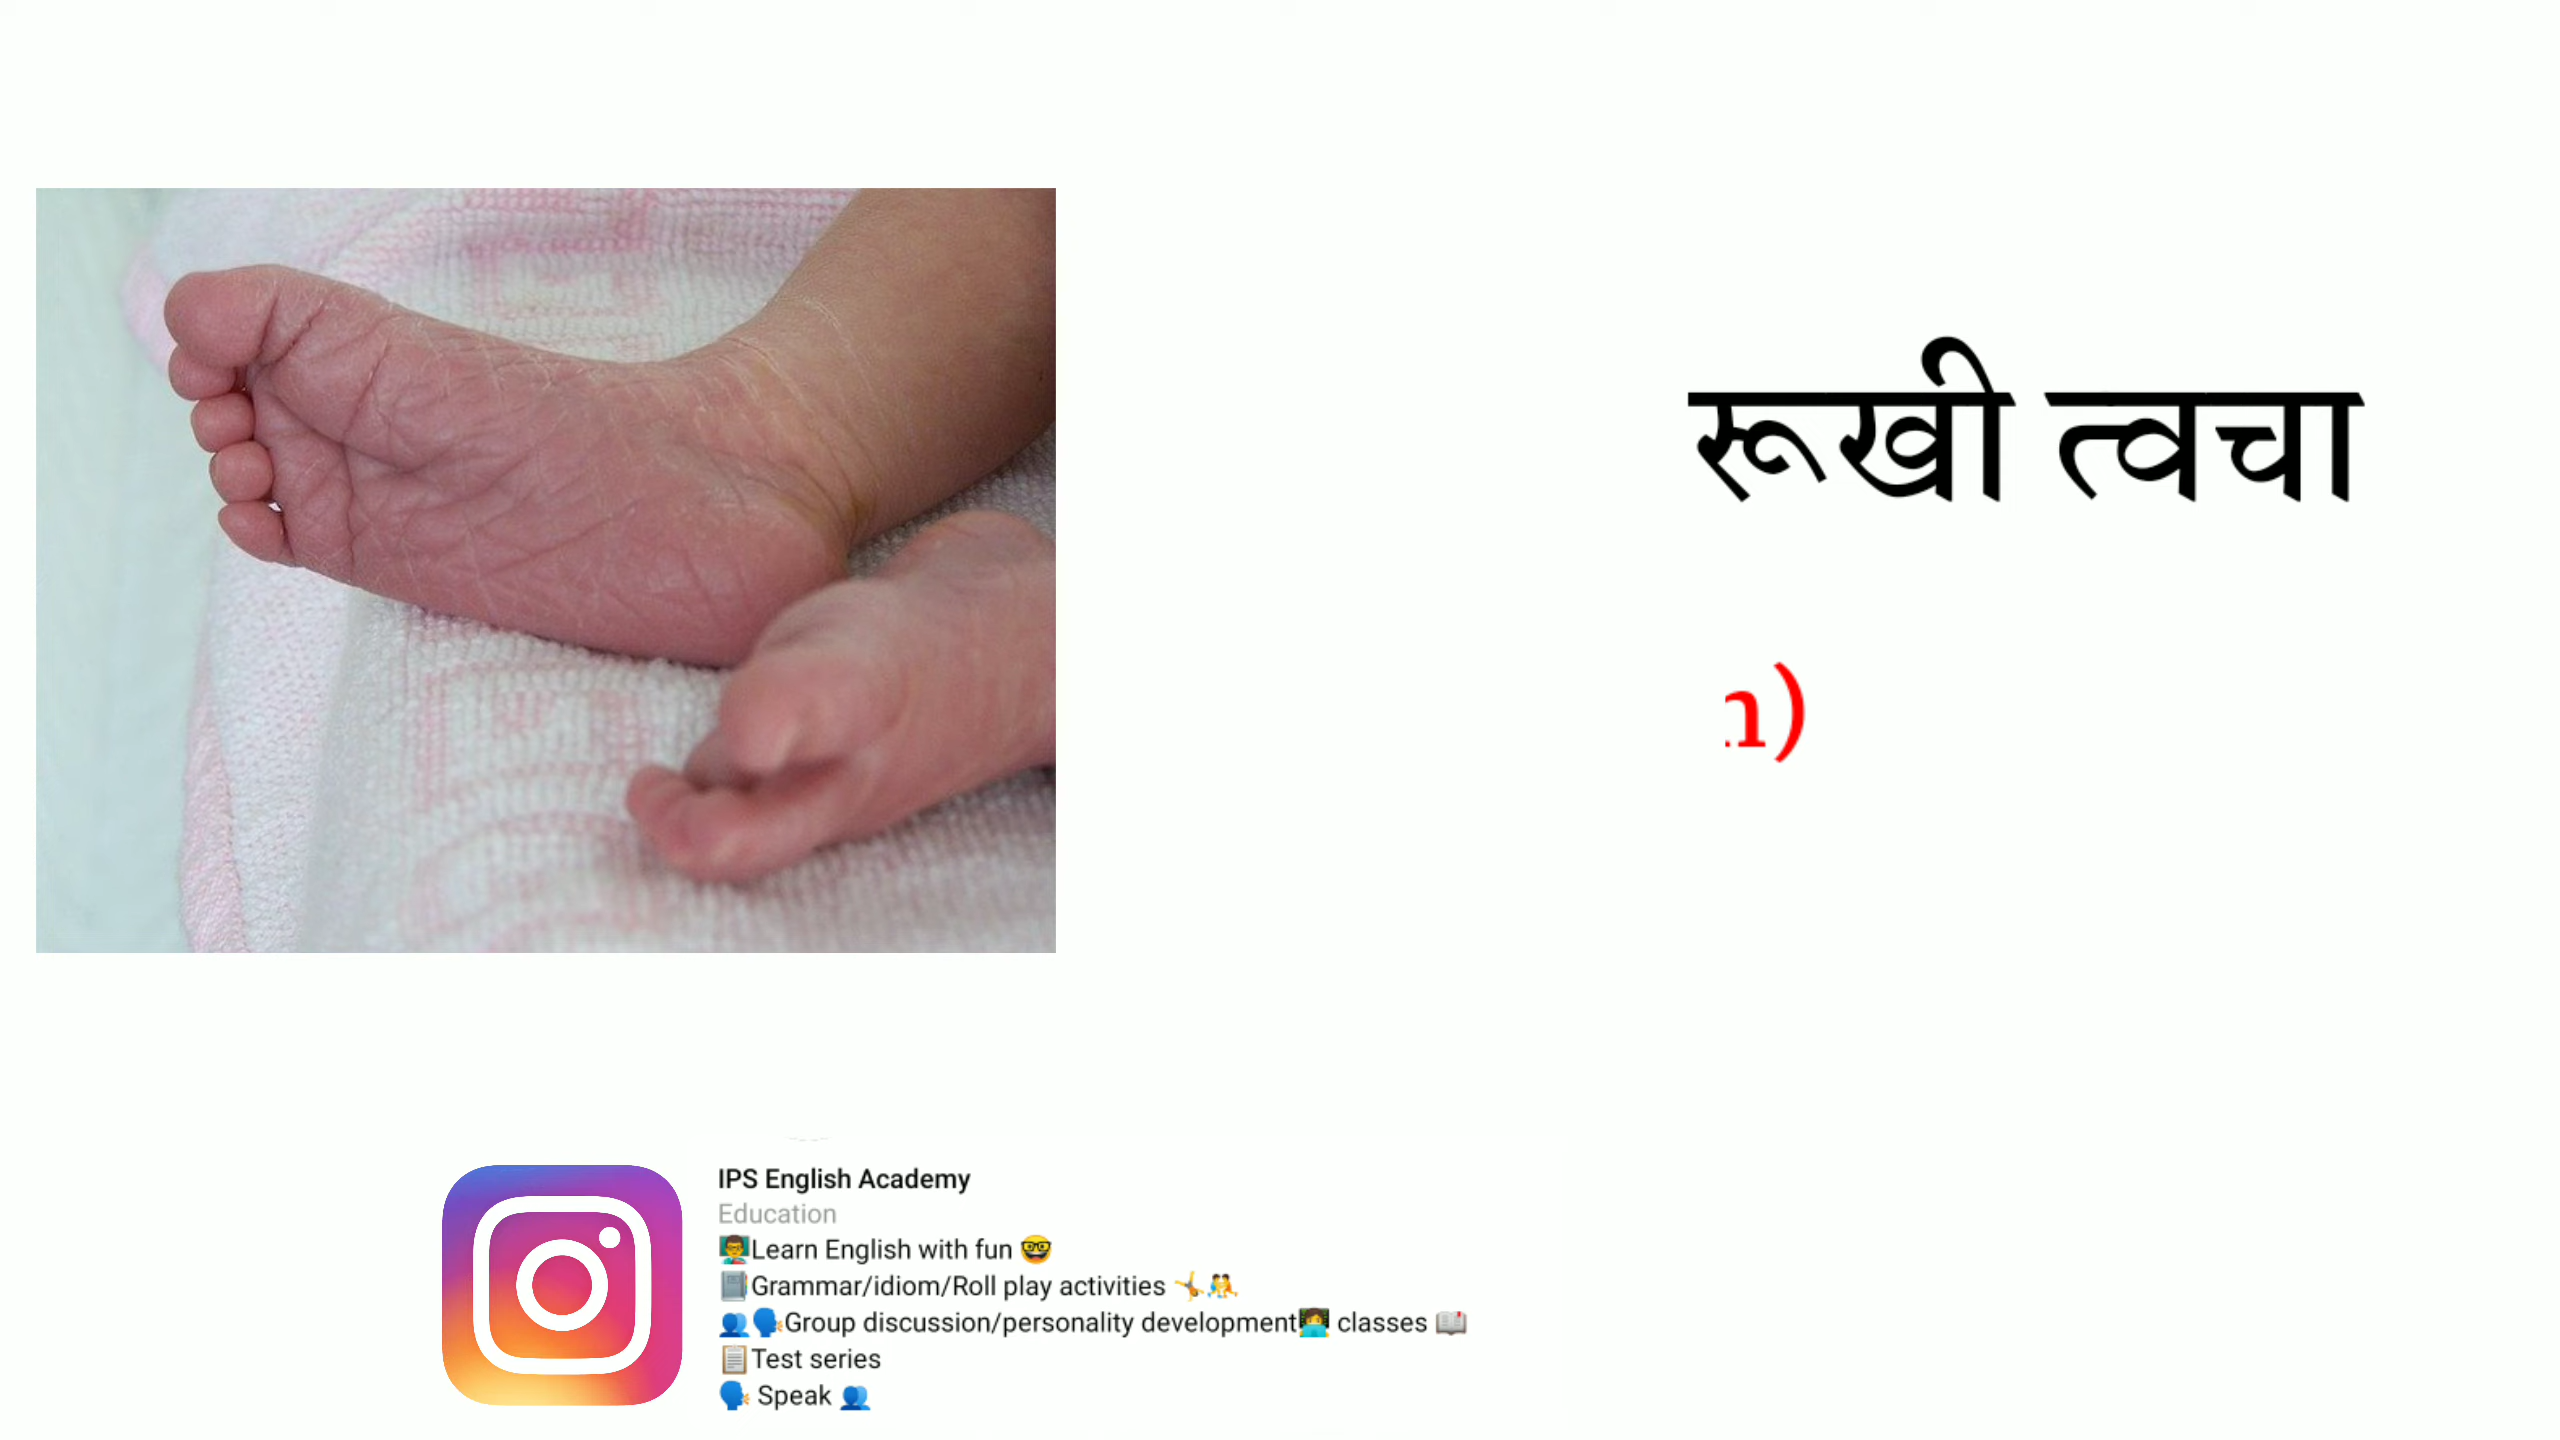 रूखी त्वचा
n)
IPS English Academy
Education
👨‍🏫Learn English with fun 🤓
📓Grammar/idiom/Roll play activities 🤸🤼
👥🗣️Group discussion/personality development👩‍💻 classes 📖
📋Test series
🗣️ Speak 👥